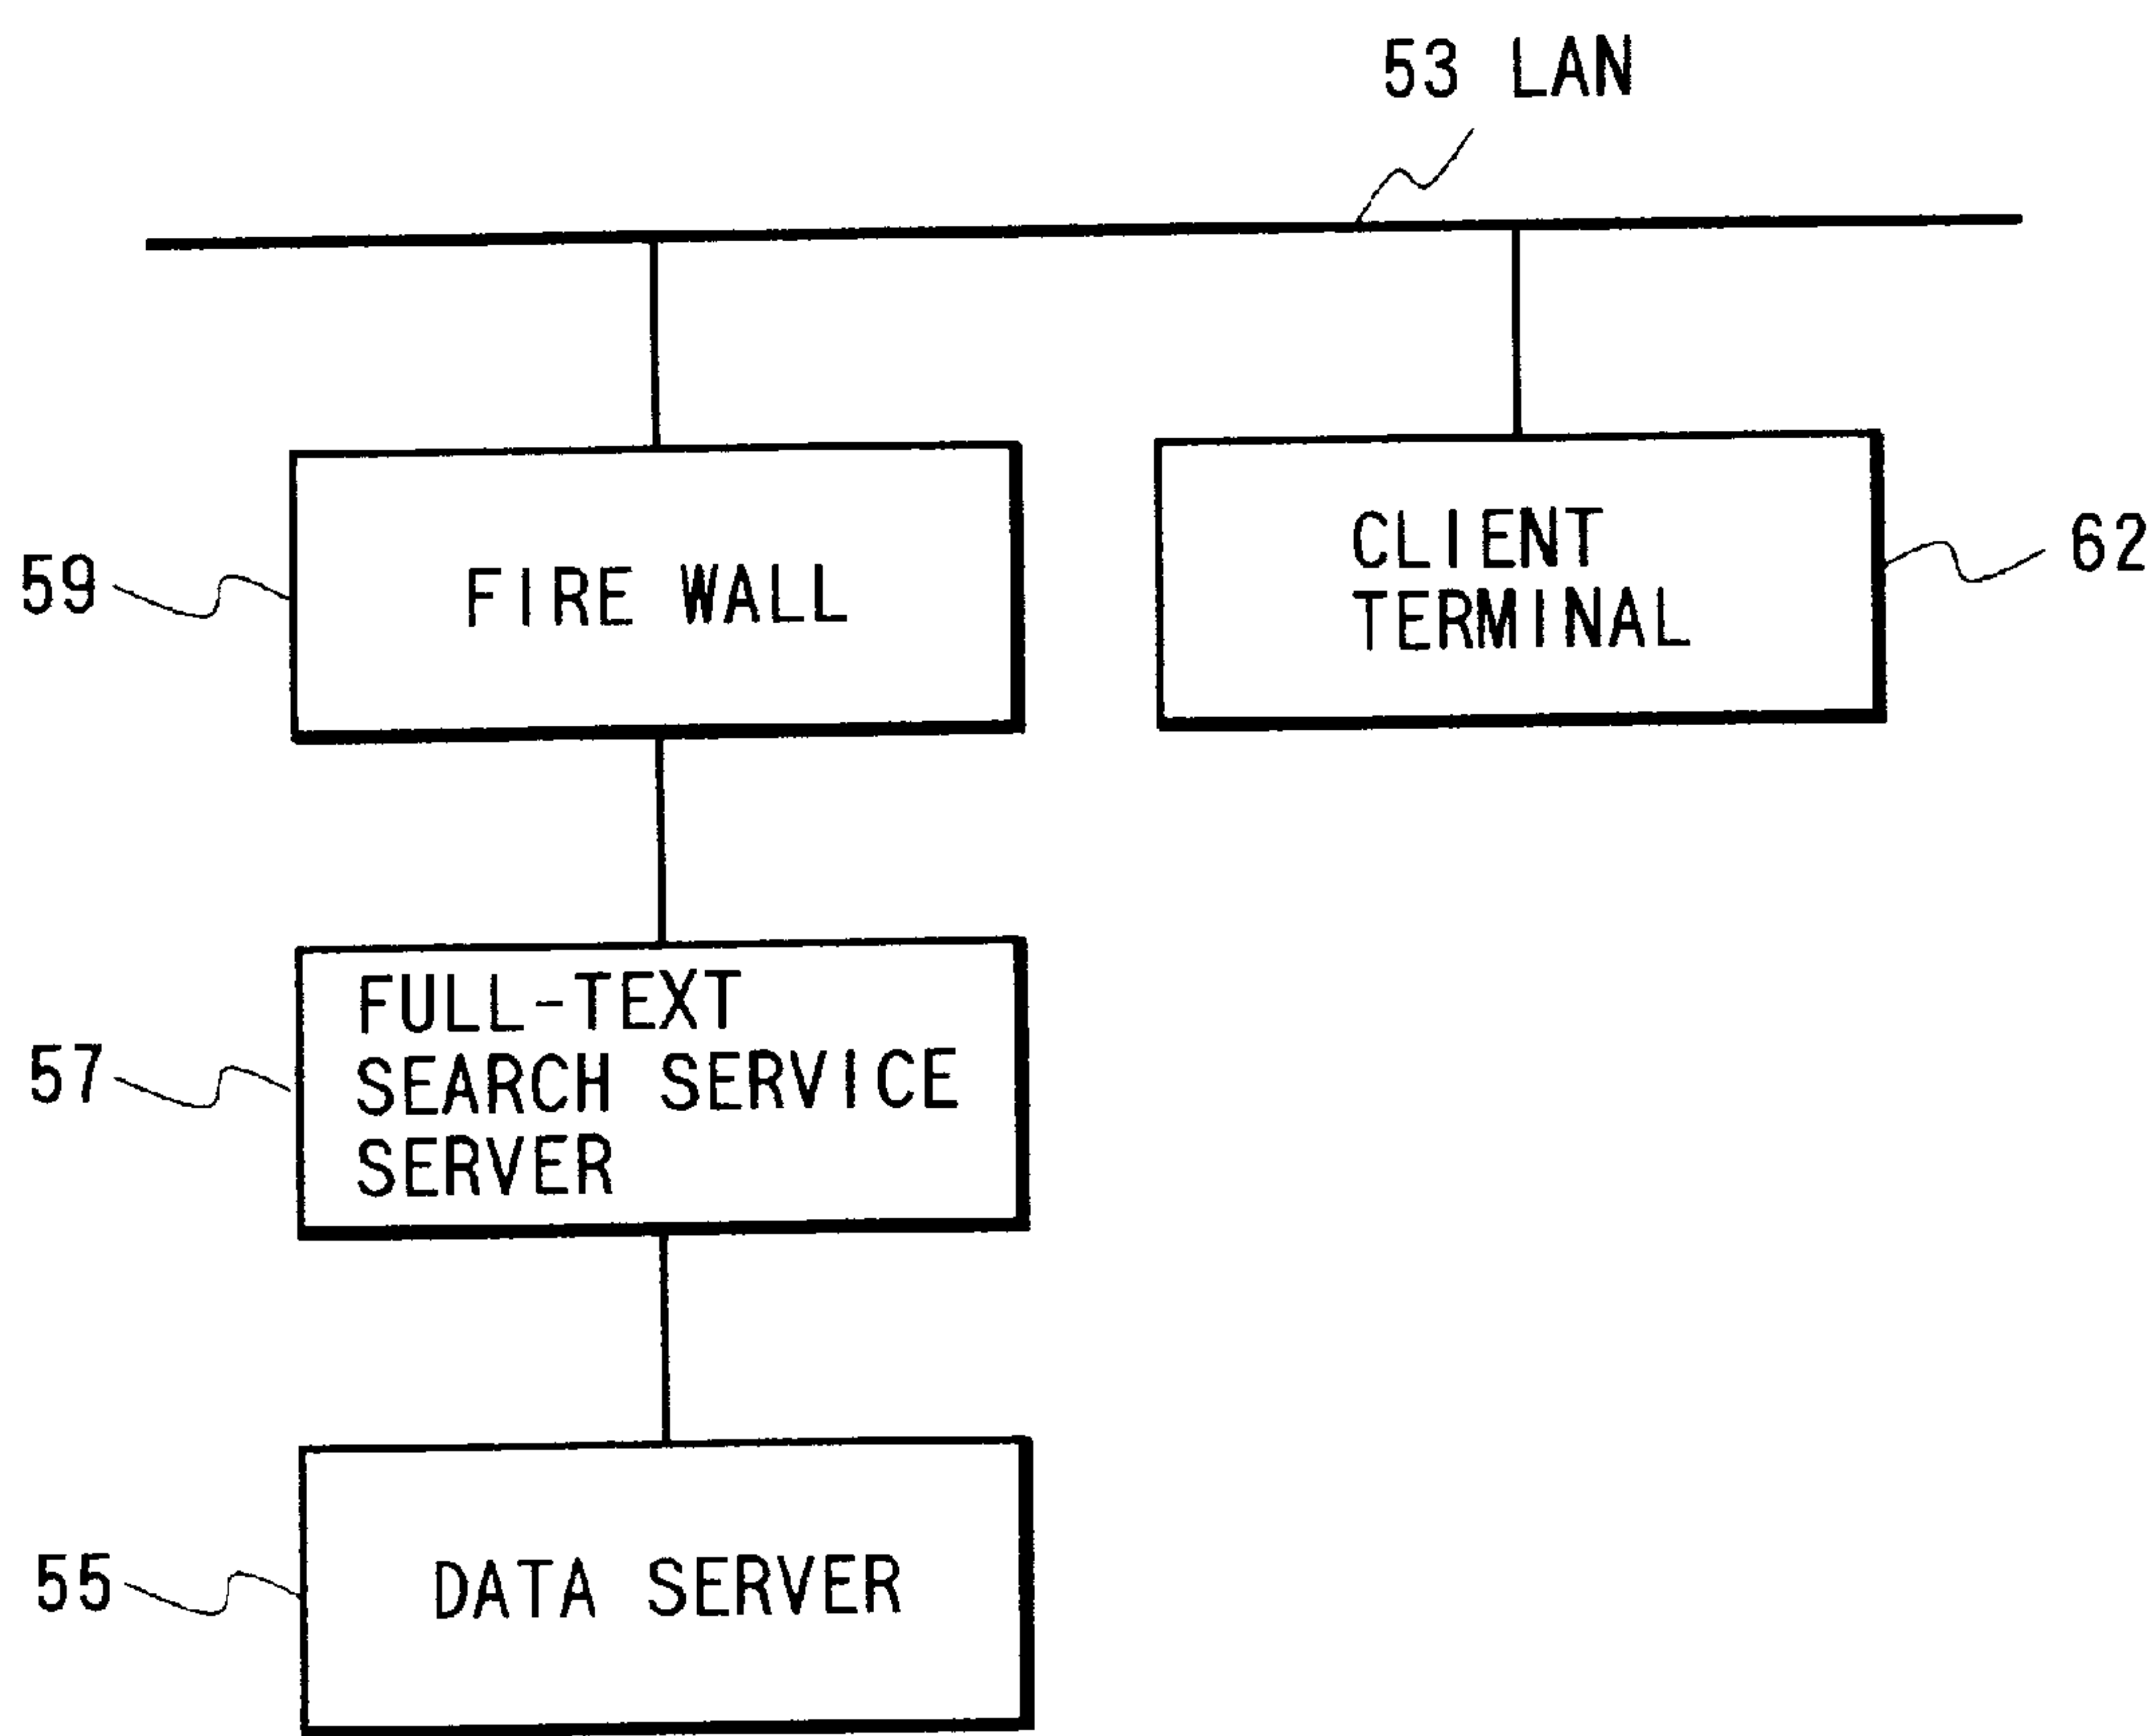 53 LAN
59
FIRE WALL
CLIENT
TERMINAL
62
57
FULL-TEXT
SEARCH SERVICE
SERVER
55
DATA SERVER